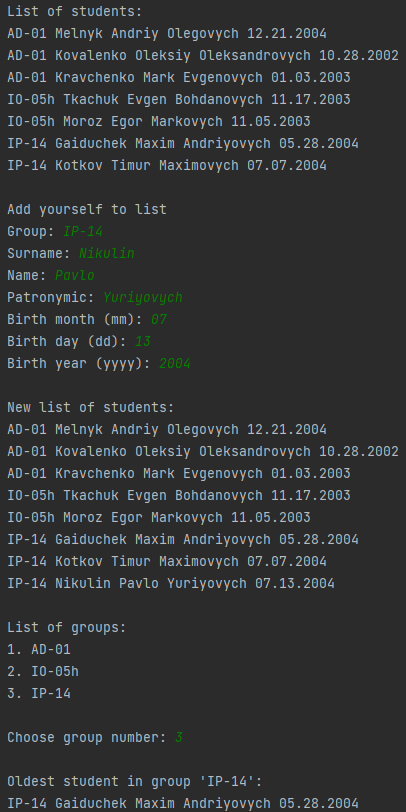 List of students:
AD-01 Melnyk Andriy Olegovych 12.21.2004
AD-01 Kovalenko Oleksiy Oleksandrovych 10.28.2002
AD-01 Kravchenko Mark Evgenovych 01.03.2003
IO-05h Tkachuk Evgen Bohdanovych 11.17.2003
IO-05h Moroz Egor Markovych 11.05.2003
IP-14 Gaiduchek Maxim Andriyovych 05.28.2004
IP-14 Kotkov Timur Maximovych 07.07.2004
Add yourself to list
Group: IP-14
Surname: Nikulin
Name: Pavlo
Patronymic: Yuriyovych
Birth month (mm): 07
Birth day (dd): 13
Birth year (yyyy): 2004
New list of students:
AD-01 Melnyk Andriy Olegovych 12.21.2004
AD-01 Kovalenko Oleksiy Oleksandrovych 10.28.2002
AD-01 Kravchenko Mark Evgenovych 01.03.2003
IO-05h Tkachuk Evgen Bohdanovych 11.17.2003
IO-05h Moroz Egor Markovych 11.05.2003
IP-14 Gaiduchek Maxim Andriyovych 05.28.2004
IP-14 Kotkov Timur Maximovych 07.07.2004
IP-14 Nikulin Pavlo Yuriyovych 07.13.2004
List of groups:
1. AD-01
2. IO-05h
3. IP-14
Choose group number: 3
Oldest student in group 'IP-14':
IP-14 Gaiduchek Maxim Andriyovych 05.28.2004